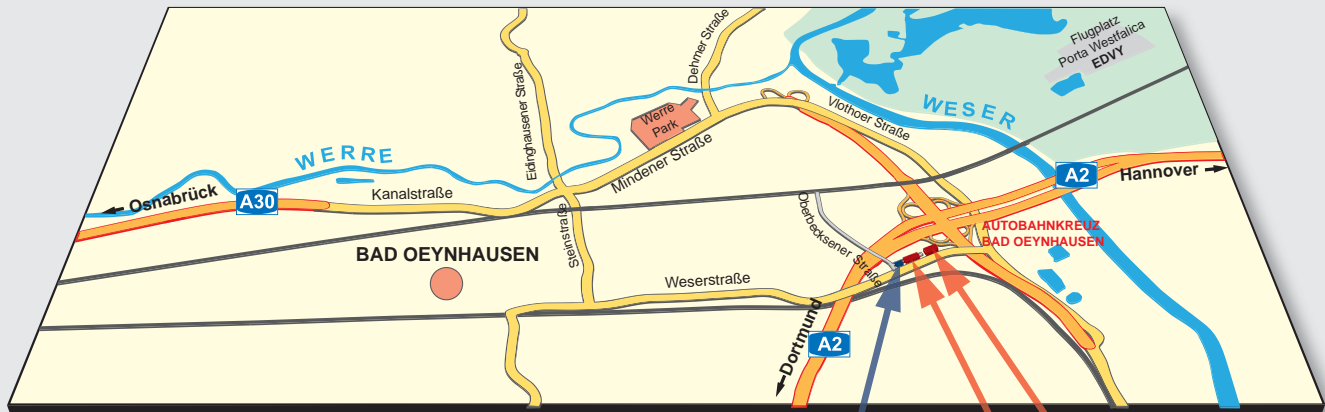 Flugplatz
Porta Westfalica
EDVY
Dehmer Straße
Eidinghausener Straße
Werre
Park
Vlothoer Straße
WESER
WERRE
Mindener Straße
Kanalstraße
A2
Hannover
Osnabrück
A30
Steinstraße
Oberbecksener Straße
AUTOBAHNKREUZ
BAD OEYNHAUSEN
BAD OEYNHAUSEN
Weserstraße
Dortmund
A2